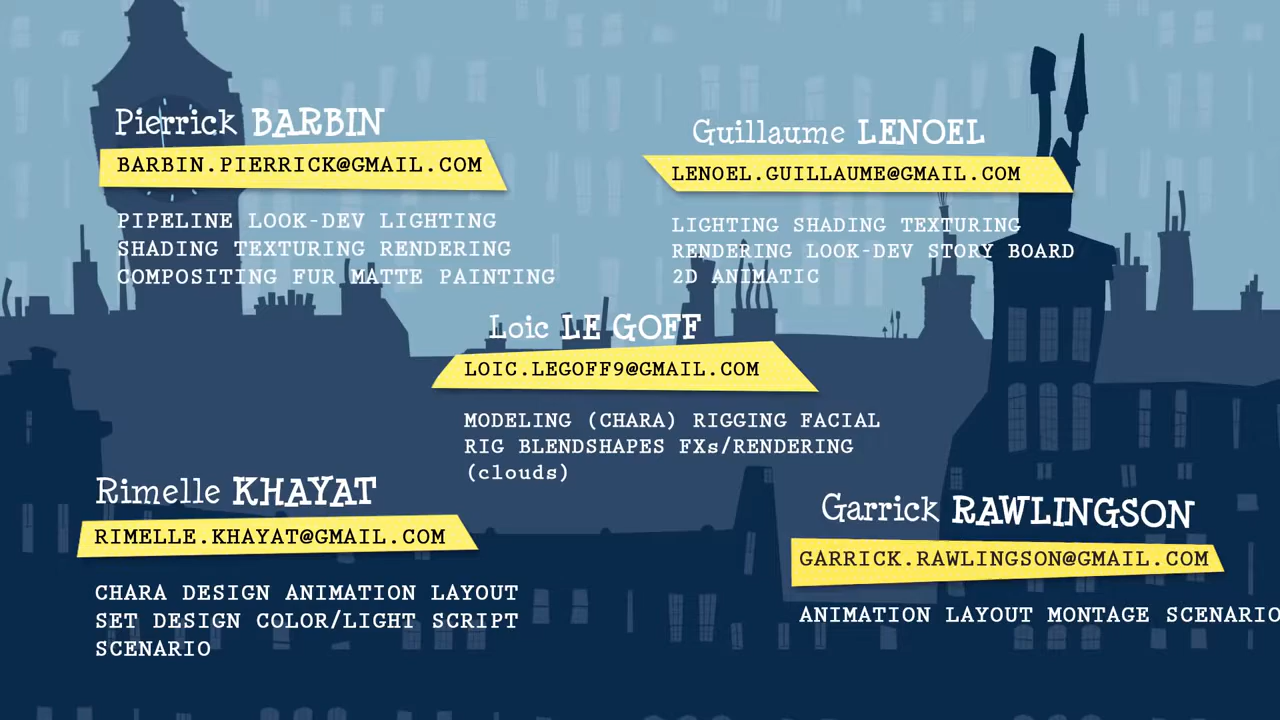 Pierrick BARBIN
BARBIN.PIERRICK@GMAIL.COM
PIPELINE LOOK-DEV LIGHTING
SHADING TEXTURING RENDERING
COMPOSITING FUR MATTE PAINTING
Guillaume LENOEL
LENOEL.GUILLAUME@GMAIL.COM
LIGHTING SHADING TEXTURING
RENDERING LOOK-DEV STORY BOARD
2D ANIMATIC
Loic LE GOFF
LOIC.LEGOFF9@GMAIL.COM
MODELING (CHARA) RIGGING FACIAL
RIG BLENDSHAPES FXs/RENDERING
(clouds)
Rimelle KHAYAT
RIMELLE.KHAYAT@GMAIL.COM
CHARA DESIGN ANIMATION LAYOUT
SET DESIGN COLOR/LIGHT SCRIPT
SCENARIO
Garrick RAWLINGSON
GARRICK.RAWLINGSON@GMAIL.COM
ANIMATION LAYOUT MONTAGE SCENARIO